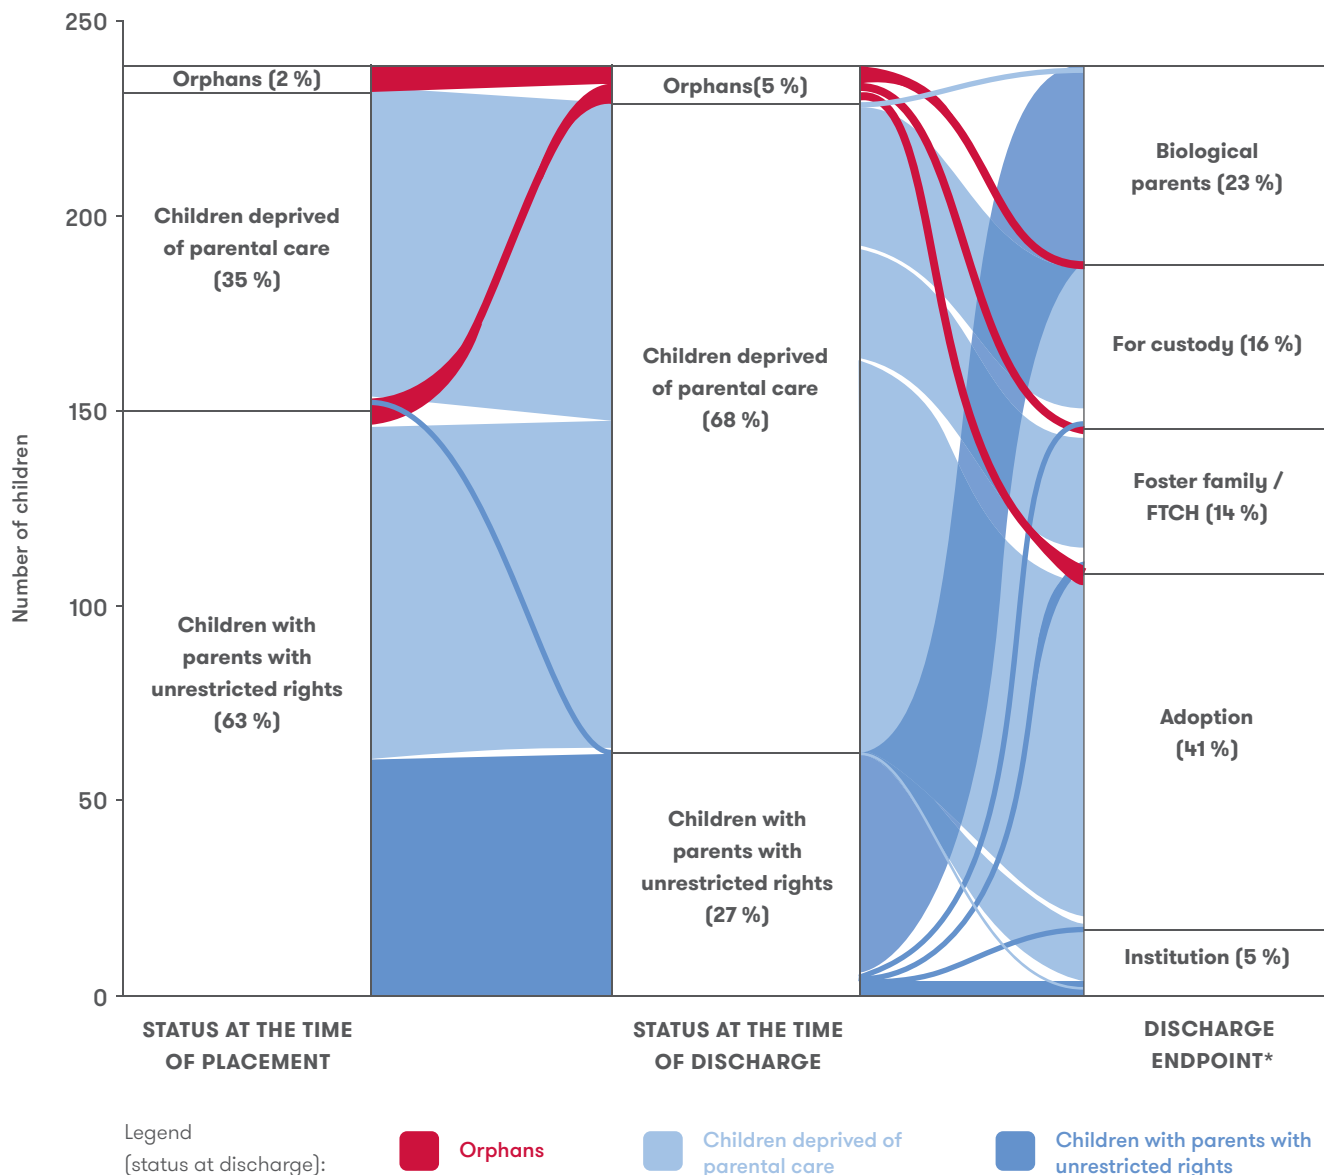 250
200
150
100
50
0
Number of children
Orphans (2 %)
Children deprived
of parental care
(35 %)
Children with
parents with
unrestricted rights
(63 %)
Orphans(5 %)
Children deprived
of parental care
(68 %)
Children with
parents with
unrestricted rights
(27 %)
Biological
parents (23 %)
For custody (16 %)
Foster family /
FTCH (14 %)
Adoption
(41 %)
Institution (5 %)
STATUS AT THE TIME
OF PLACEMENT
STATUS AT THE TIME
OF DISCHARGE
DISCHARGE
ENDPOINT*
Legend
(status at discharge):
Orphans
Children deprived of
parental care
Children with parents with
unrestricted rights